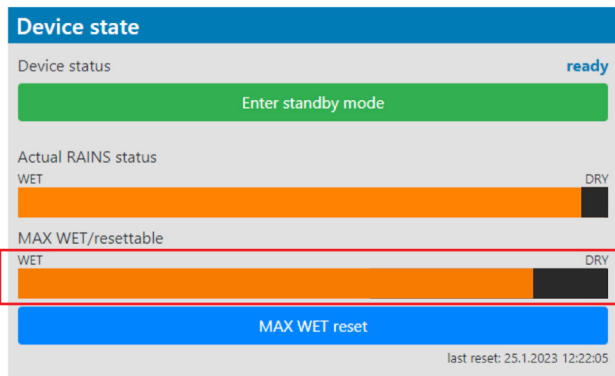 Device state
Device status ready
Enter standby mode
Actual RAINS status
WET DRY
MAX WET/resettable
WET DRY
MAX WET reset
last reset: 25.1.2023 12:22:05